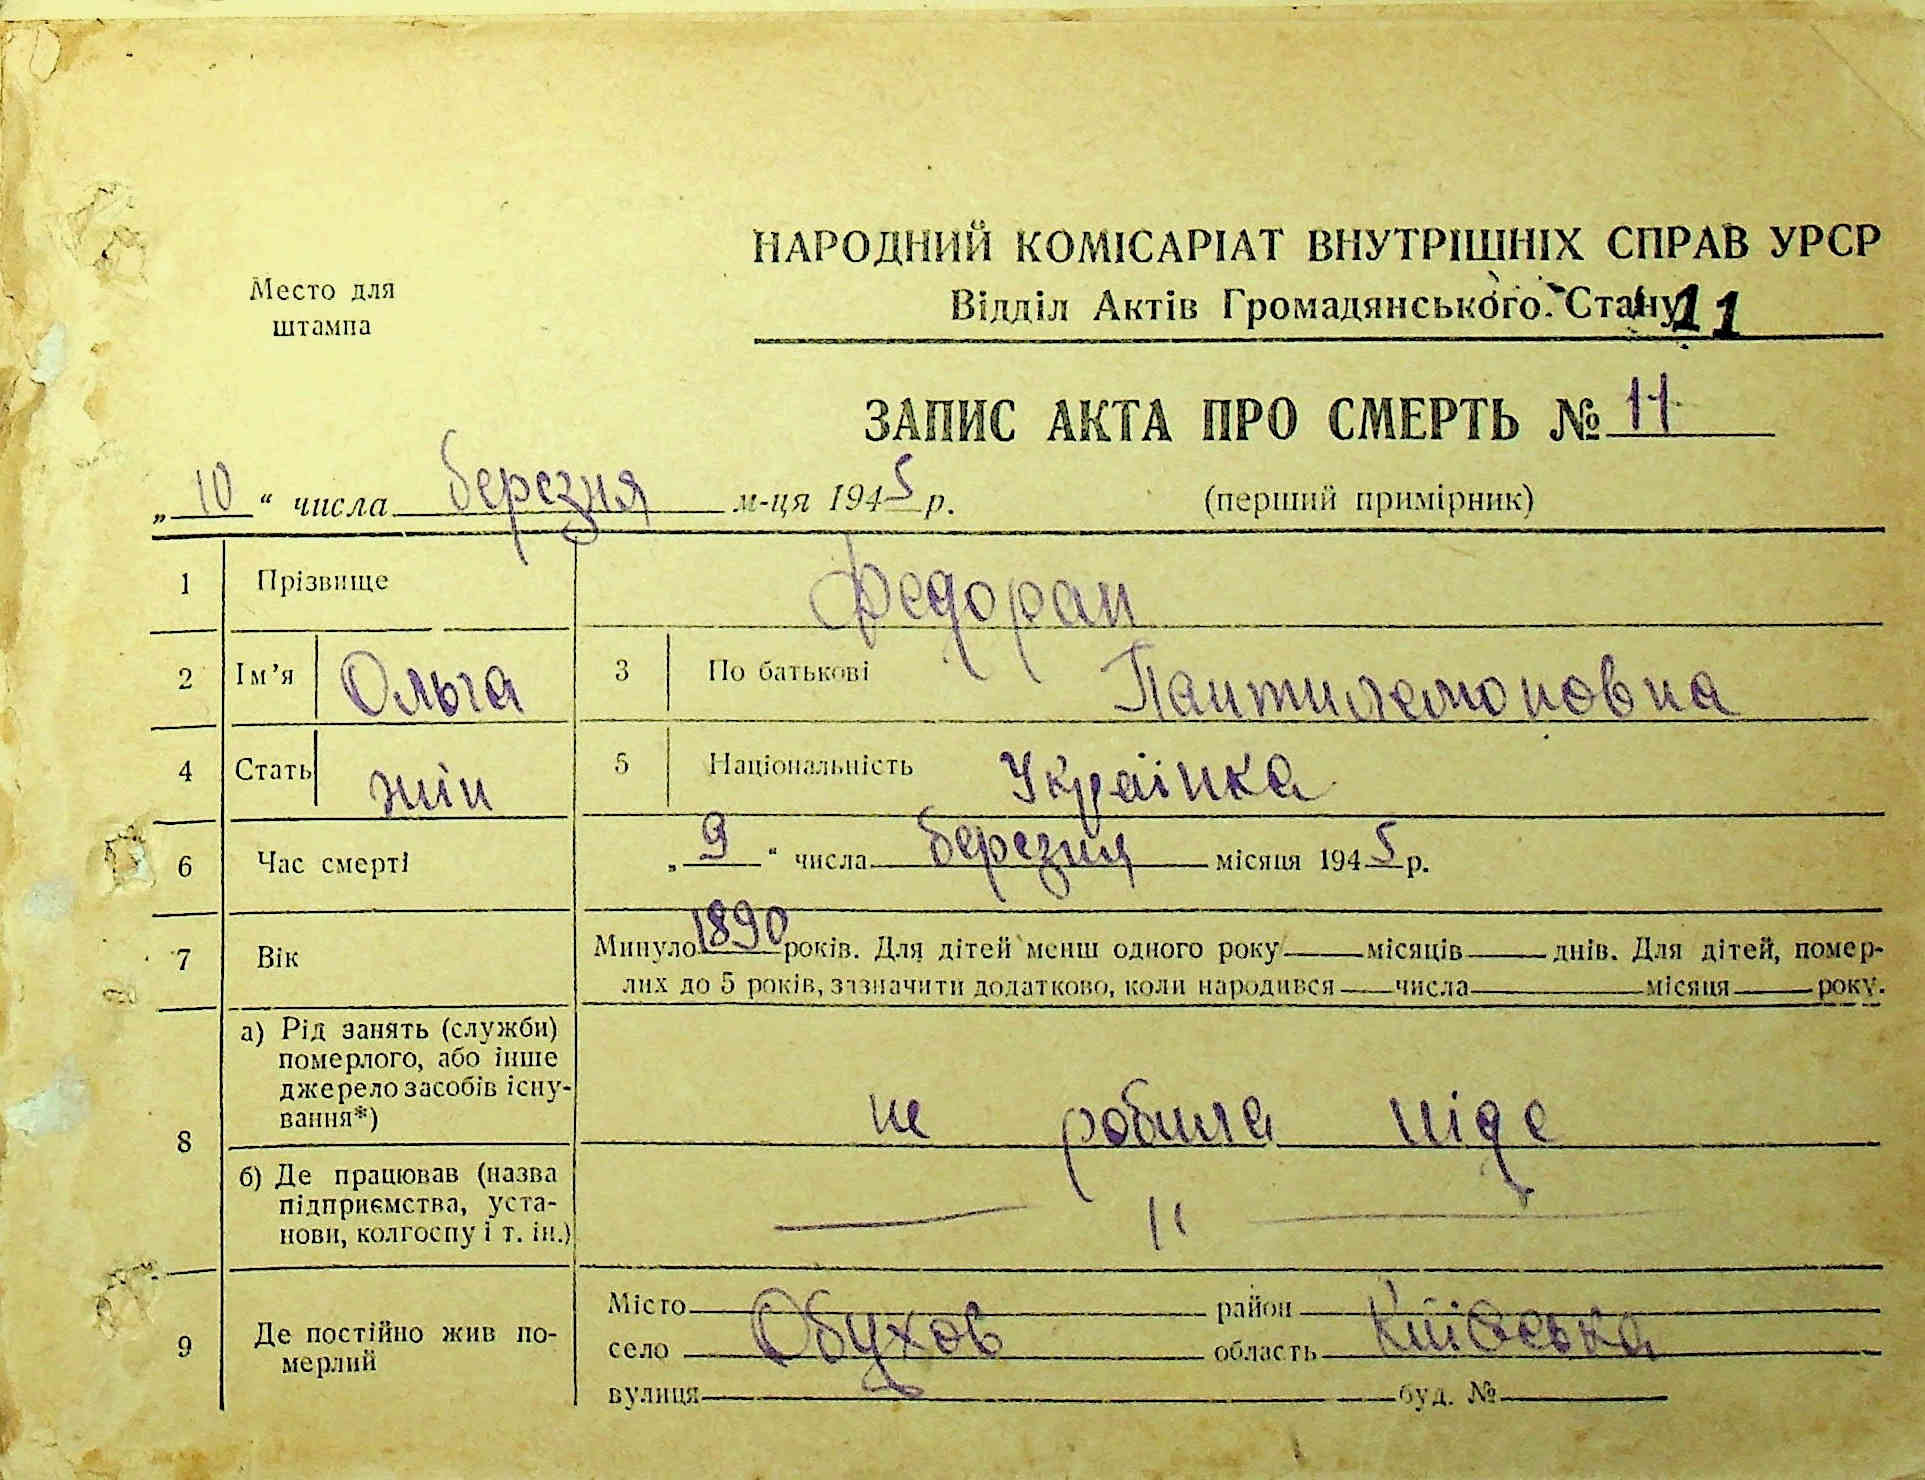 Место для
штампа
НАРОДНИЙ КОМІСАРІАТ ВНУТРІШНІХ СПРАВ УРСР
Відділ Актів Громадянського Стану
11
ЗАПИС АКТА ПРО СМЕРТЬ № 11
„10“ числа березня м-ця 1945 р.
(перший примірник)
1 Прізвище Федоран
2 Ім'я Ольга 3 По батькові Пантилемоновна
4 Стать жін 5 Національність Українка
6 Час смерті „9“ числа березня місяця 1945 р.
7 Вік Минуло 1890 років. Для дітей менш одного року місяців днів. Для дітей, помер-
лих до 5 років, зазначити додатково, коли народився числа місяця року.
8 а) Рід занять (служби)
померлого, або інше
джерело засобів існу-
вання*)
не робила ніде
б) Де працював (назва
підприємства, уста-
нови, колгоспу і т. ін.)
— " —
9 Де постійно жив по-
мерлий
Місто район
село Обухов область Київська
вулиця буд. №